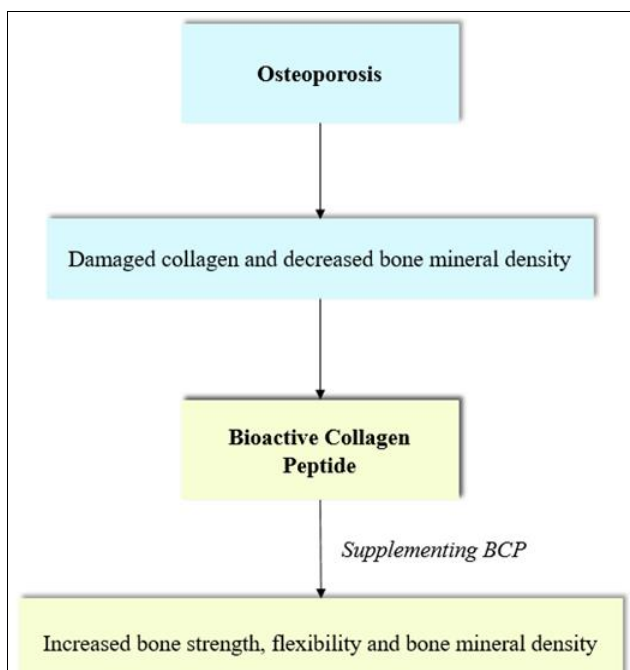 Osteoporosis
Damaged collagen and decreased bone mineral density
Bioactive Collagen
Peptide
Supplementing BCP
Increased bone strength, flexibility and bone mineral density